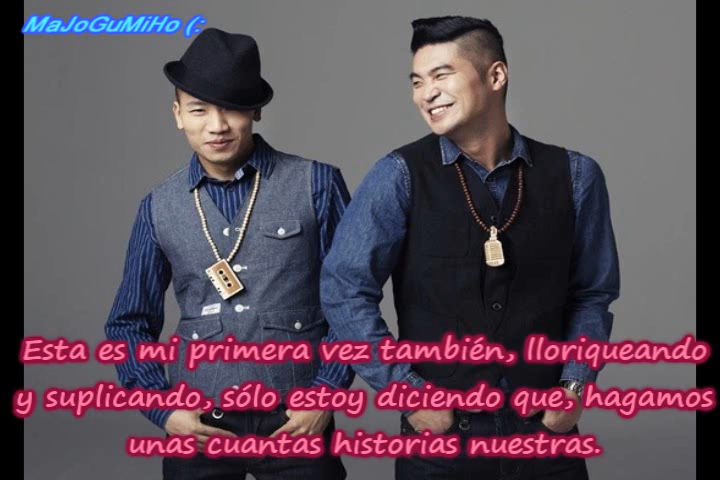 MaJoGuMiHo (:
Esta es mi primera vez también, lloriqueando
y suplicando, sólo estoy diciendo que, hagamos
unas cuantas historias nuestras.